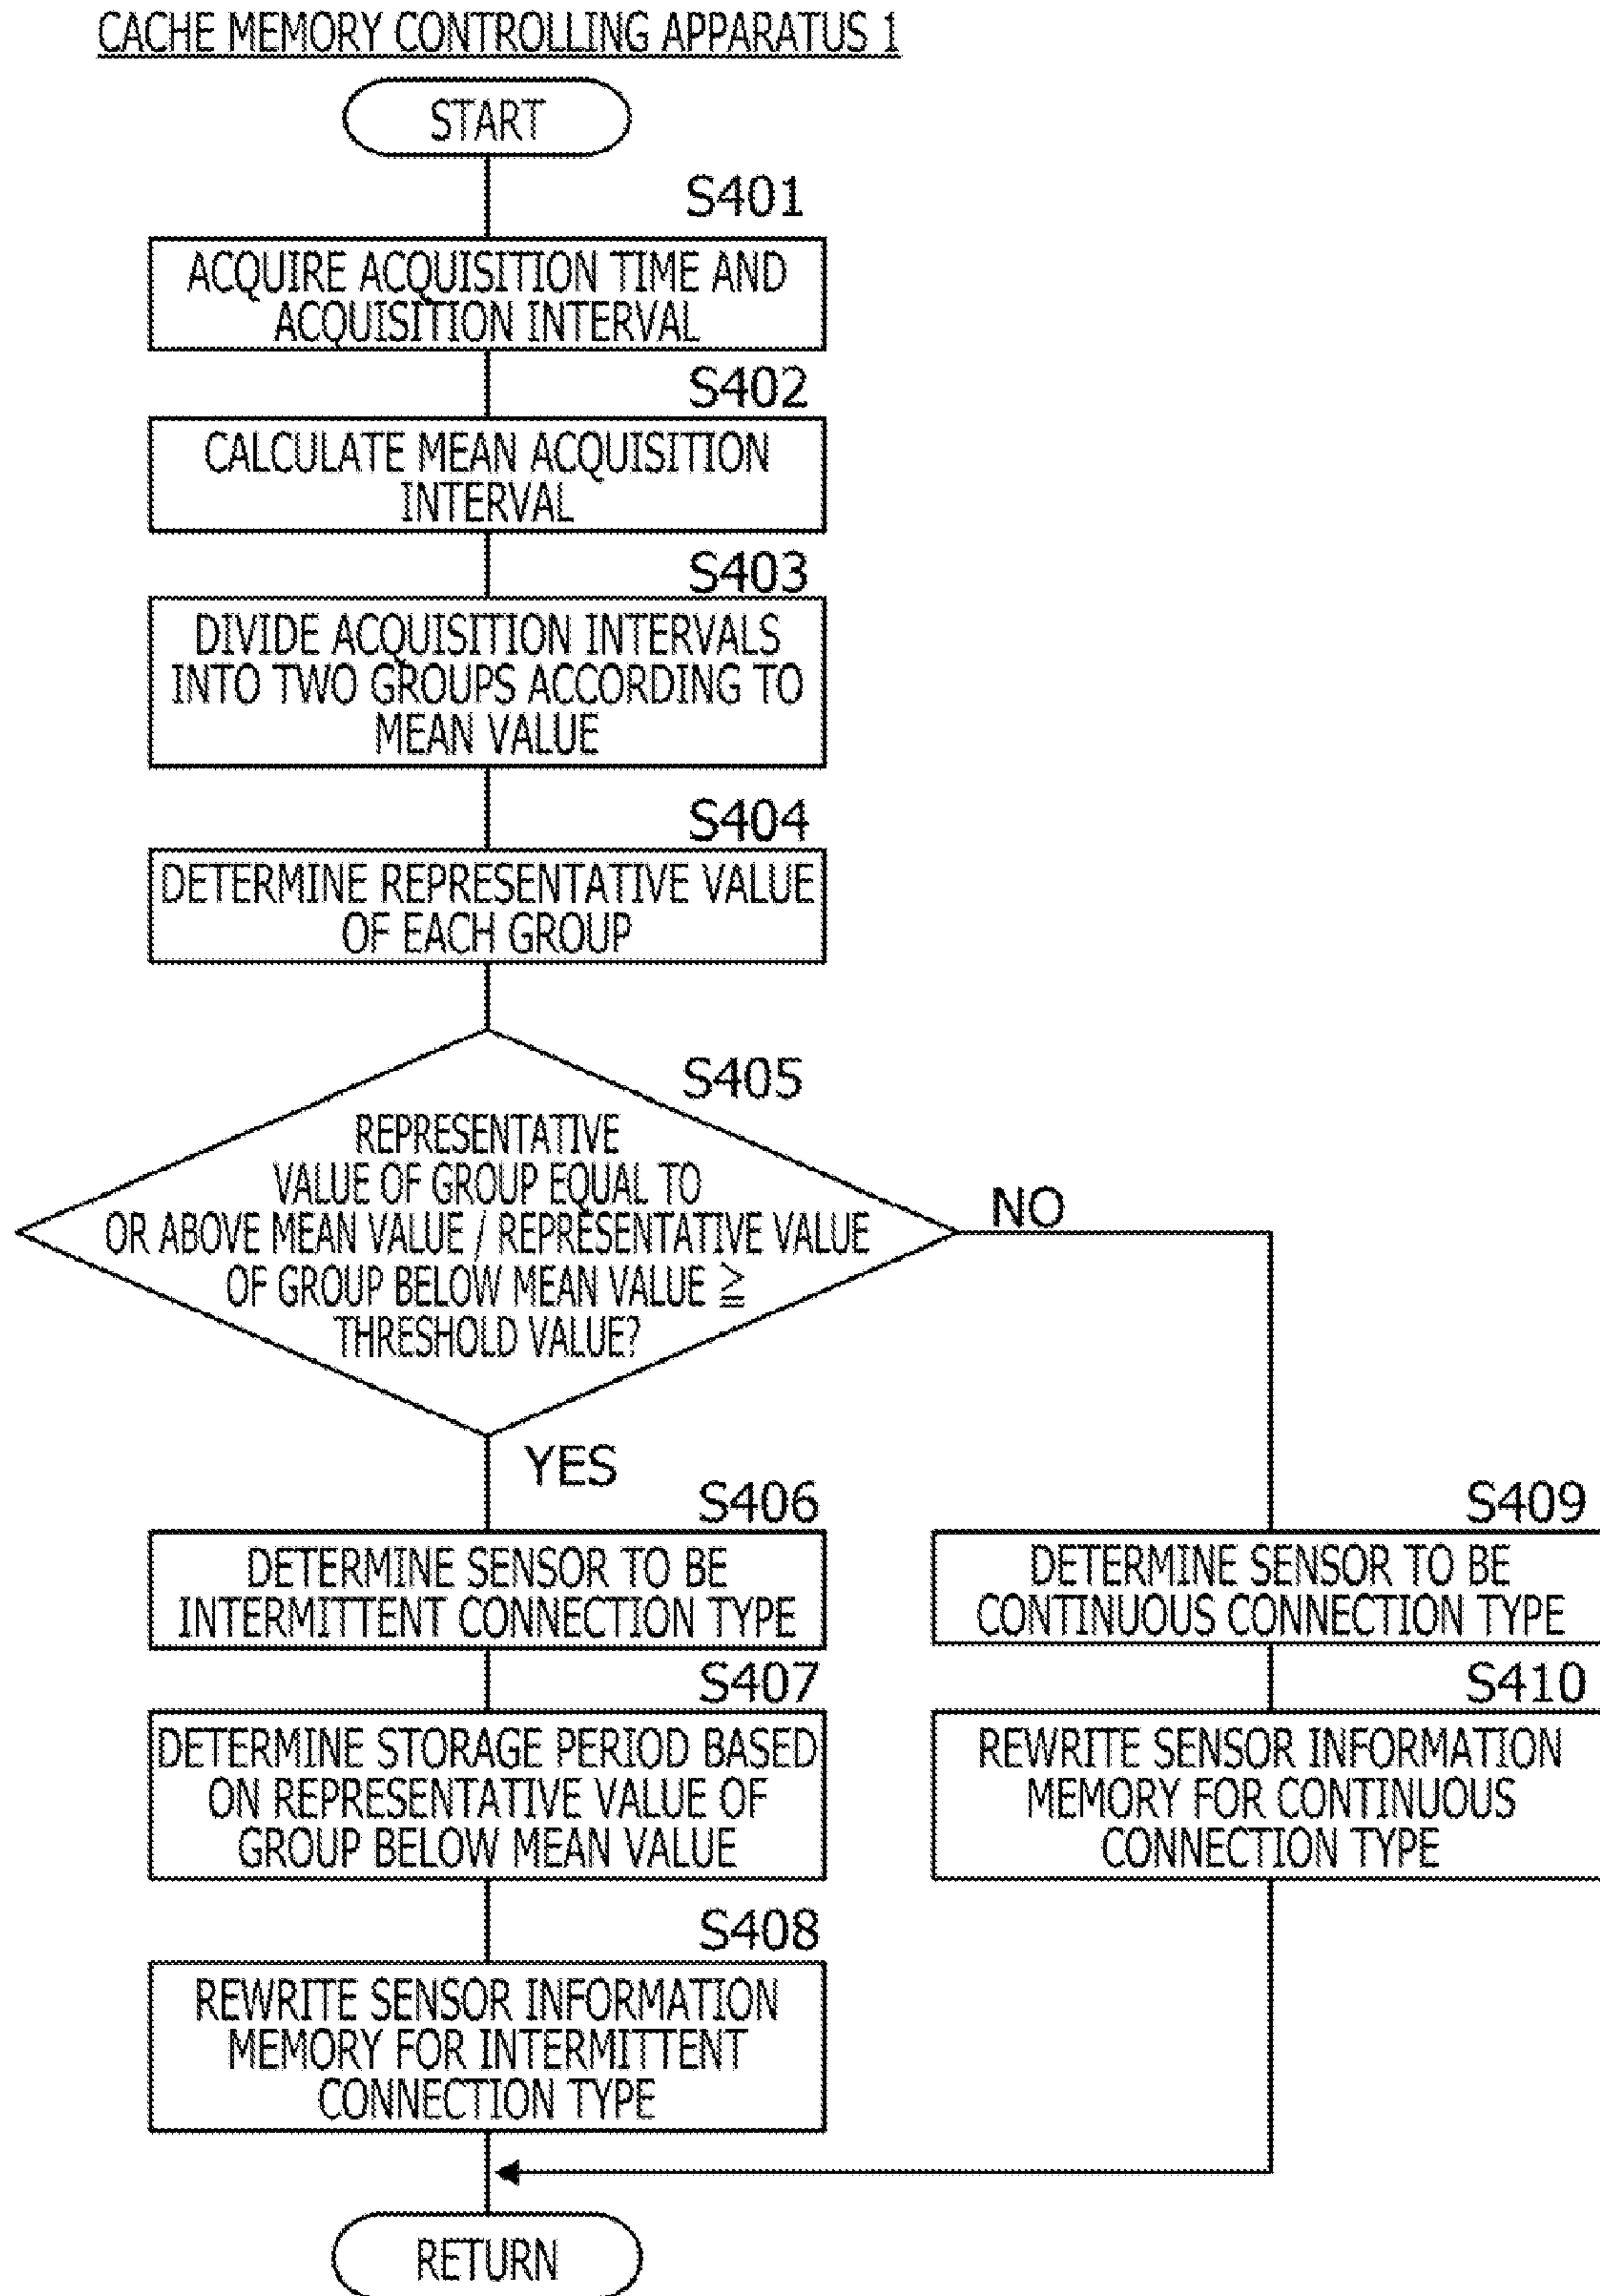 CACHE MEMORY CONTROLLING APPARATUS 1
START
S401
ACQUIRE ACQUISITION TIME AND
ACQUISITION INTERVAL
S402
CALCULATE MEAN ACQUISITION
INTERVAL
S403
DIVIDE ACQUISITION INTERVALS
INTO TWO GROUPS ACCORDING TO
MEAN VALUE
S404
DETERMINE REPRESENTATIVE VALUE
OF EACH GROUP
S405
REPRESENTATIVE
VALUE OF GROUP EQUAL TO
OR ABOVE MEAN VALUE / REPRESENTATIVE VALUE
OF GROUP BELOW MEAN VALUE ≧
THRESHOLD VALUE?
NO
YES
S406
DETERMINE SENSOR TO BE
INTERMITTENT CONNECTION TYPE
S407
DETERMINE STORAGE PERIOD BASED
ON REPRESENTATIVE VALUE OF
GROUP BELOW MEAN VALUE
S408
REWRITE SENSOR INFORMATION
MEMORY FOR INTERMITTENT
CONNECTION TYPE
S409
DETERMINE SENSOR TO BE
CONTINUOUS CONNECTION TYPE
S410
REWRITE SENSOR INFORMATION
MEMORY FOR CONTINUOUS
CONNECTION TYPE
RETURN